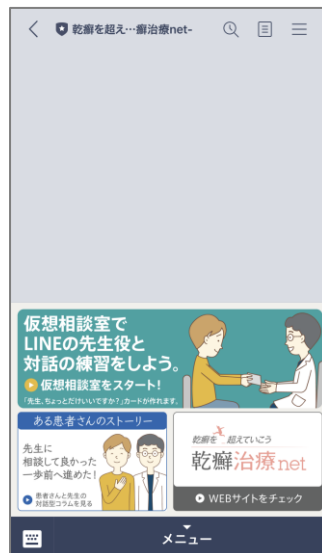 乾癬を超え…癬治療net-
仮想相談室で
LINEの先生役と
対話の練習をしよう。
仮想相談室をスタート!
「先生、ちょっとだけいいですか?」カードが作れます。
ある患者さんのストーリー
先生に
相談して良かった
一歩前へ進めた!
患者さんと先生の
対話型コラムを見る
乾癬を 超えていこう
乾癬治療net
WEBサイトをチェック
メニュー